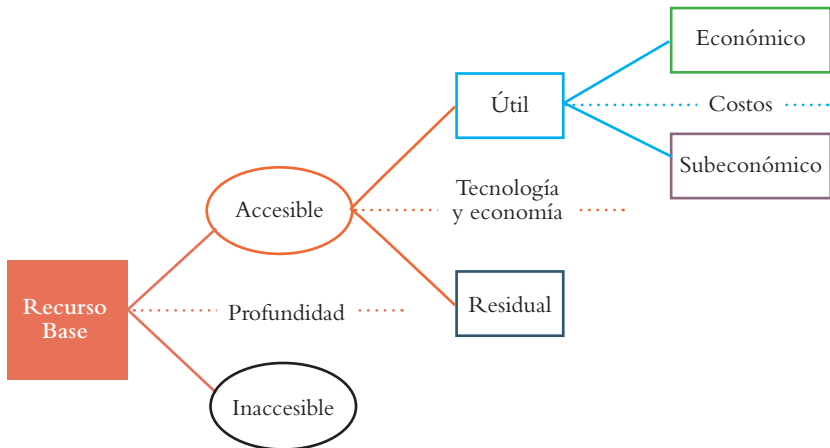 Económico
Útil
Costos
Subeconómico
Tecnología
y economía
Accesible
Residual
Recurso
Base
Profundidad
Inaccesible